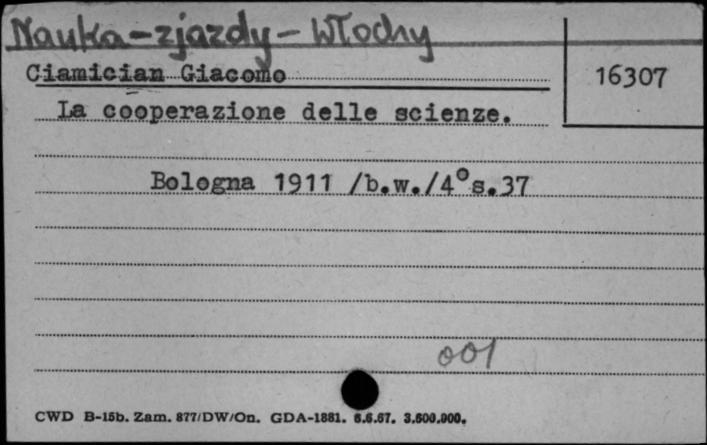 Nauka-zjazdy-Włochy
Ciamician Giacomo
16307
La cooperazione delle scienze.
Bologna 1911 /b.w./4°s.37
001
CWD B-15b. Zam. 877/DW/On. GDA-1881. 6.6.67. 3.600.000.